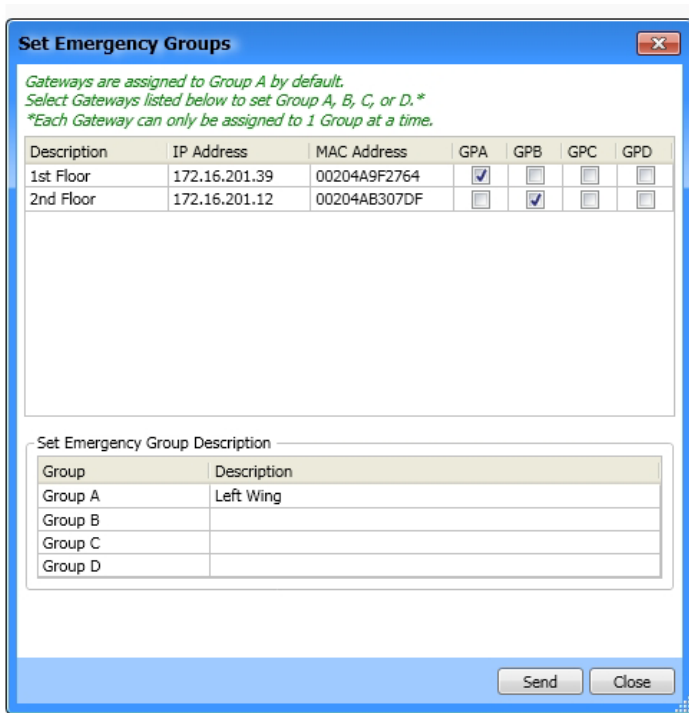 Set Emergency Groups
Gateways are assigned to Group A by default.
Select Gateways listed below to set Group A, B, C, or D.*
*Each Gateway can only be assigned to 1 Group at a time.
Description IP Address MAC Address GPA GPB GPC GPD
1st Floor 172.16.201.39 00204A9F2764
2nd Floor 172.16.201.12 00204AB307DF
Set Emergency Group Description
Group Description
Group A Left Wing
Group B
Group C
Group D
Send Close